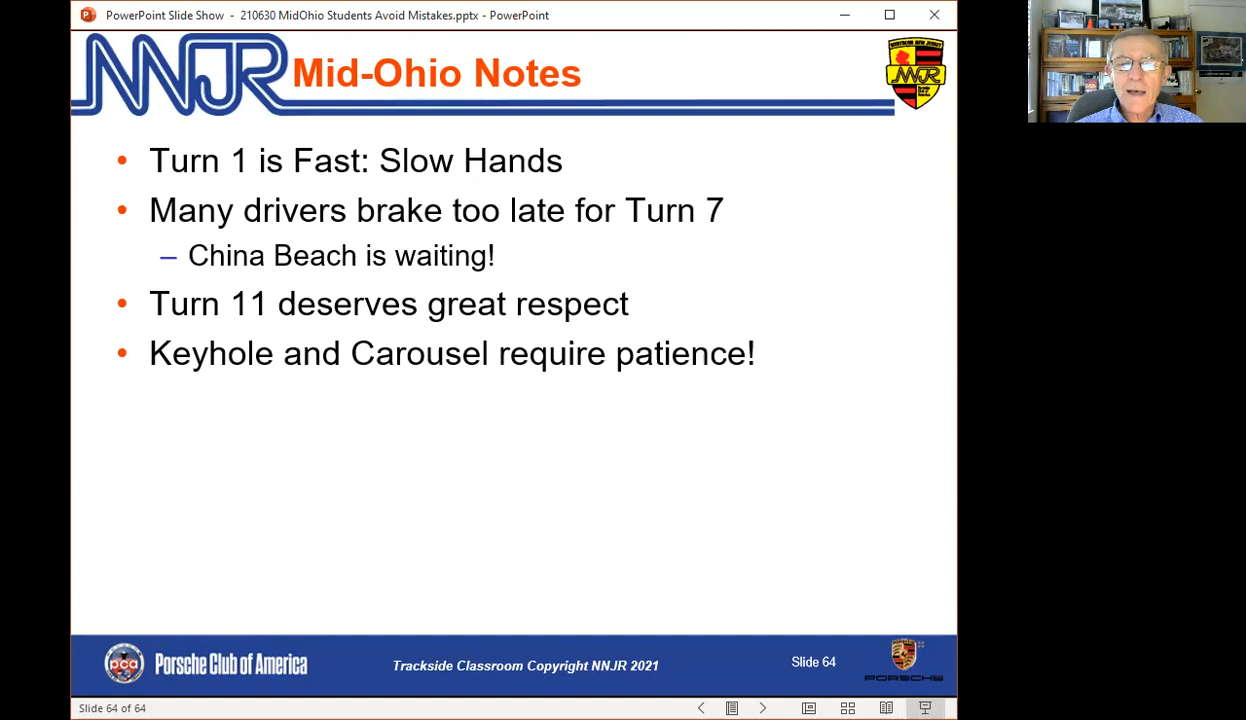 PowerPoint Slide Show - 210630 MidOhio Students Avoid Mistakes.pptx - PowerPoint
NNJR Mid-Ohio Notes
NNJR
• Turn 1 is Fast: Slow Hands
• Many drivers brake too late for Turn 7
– China Beach is waiting!
• Turn 11 deserves great respect
• Keyhole and Carousel require patience!
pca Porsche Club of America
Trackside Classroom Copyright NNJR 2021
Slide 64
PORSCHE
Slide 64 of 64